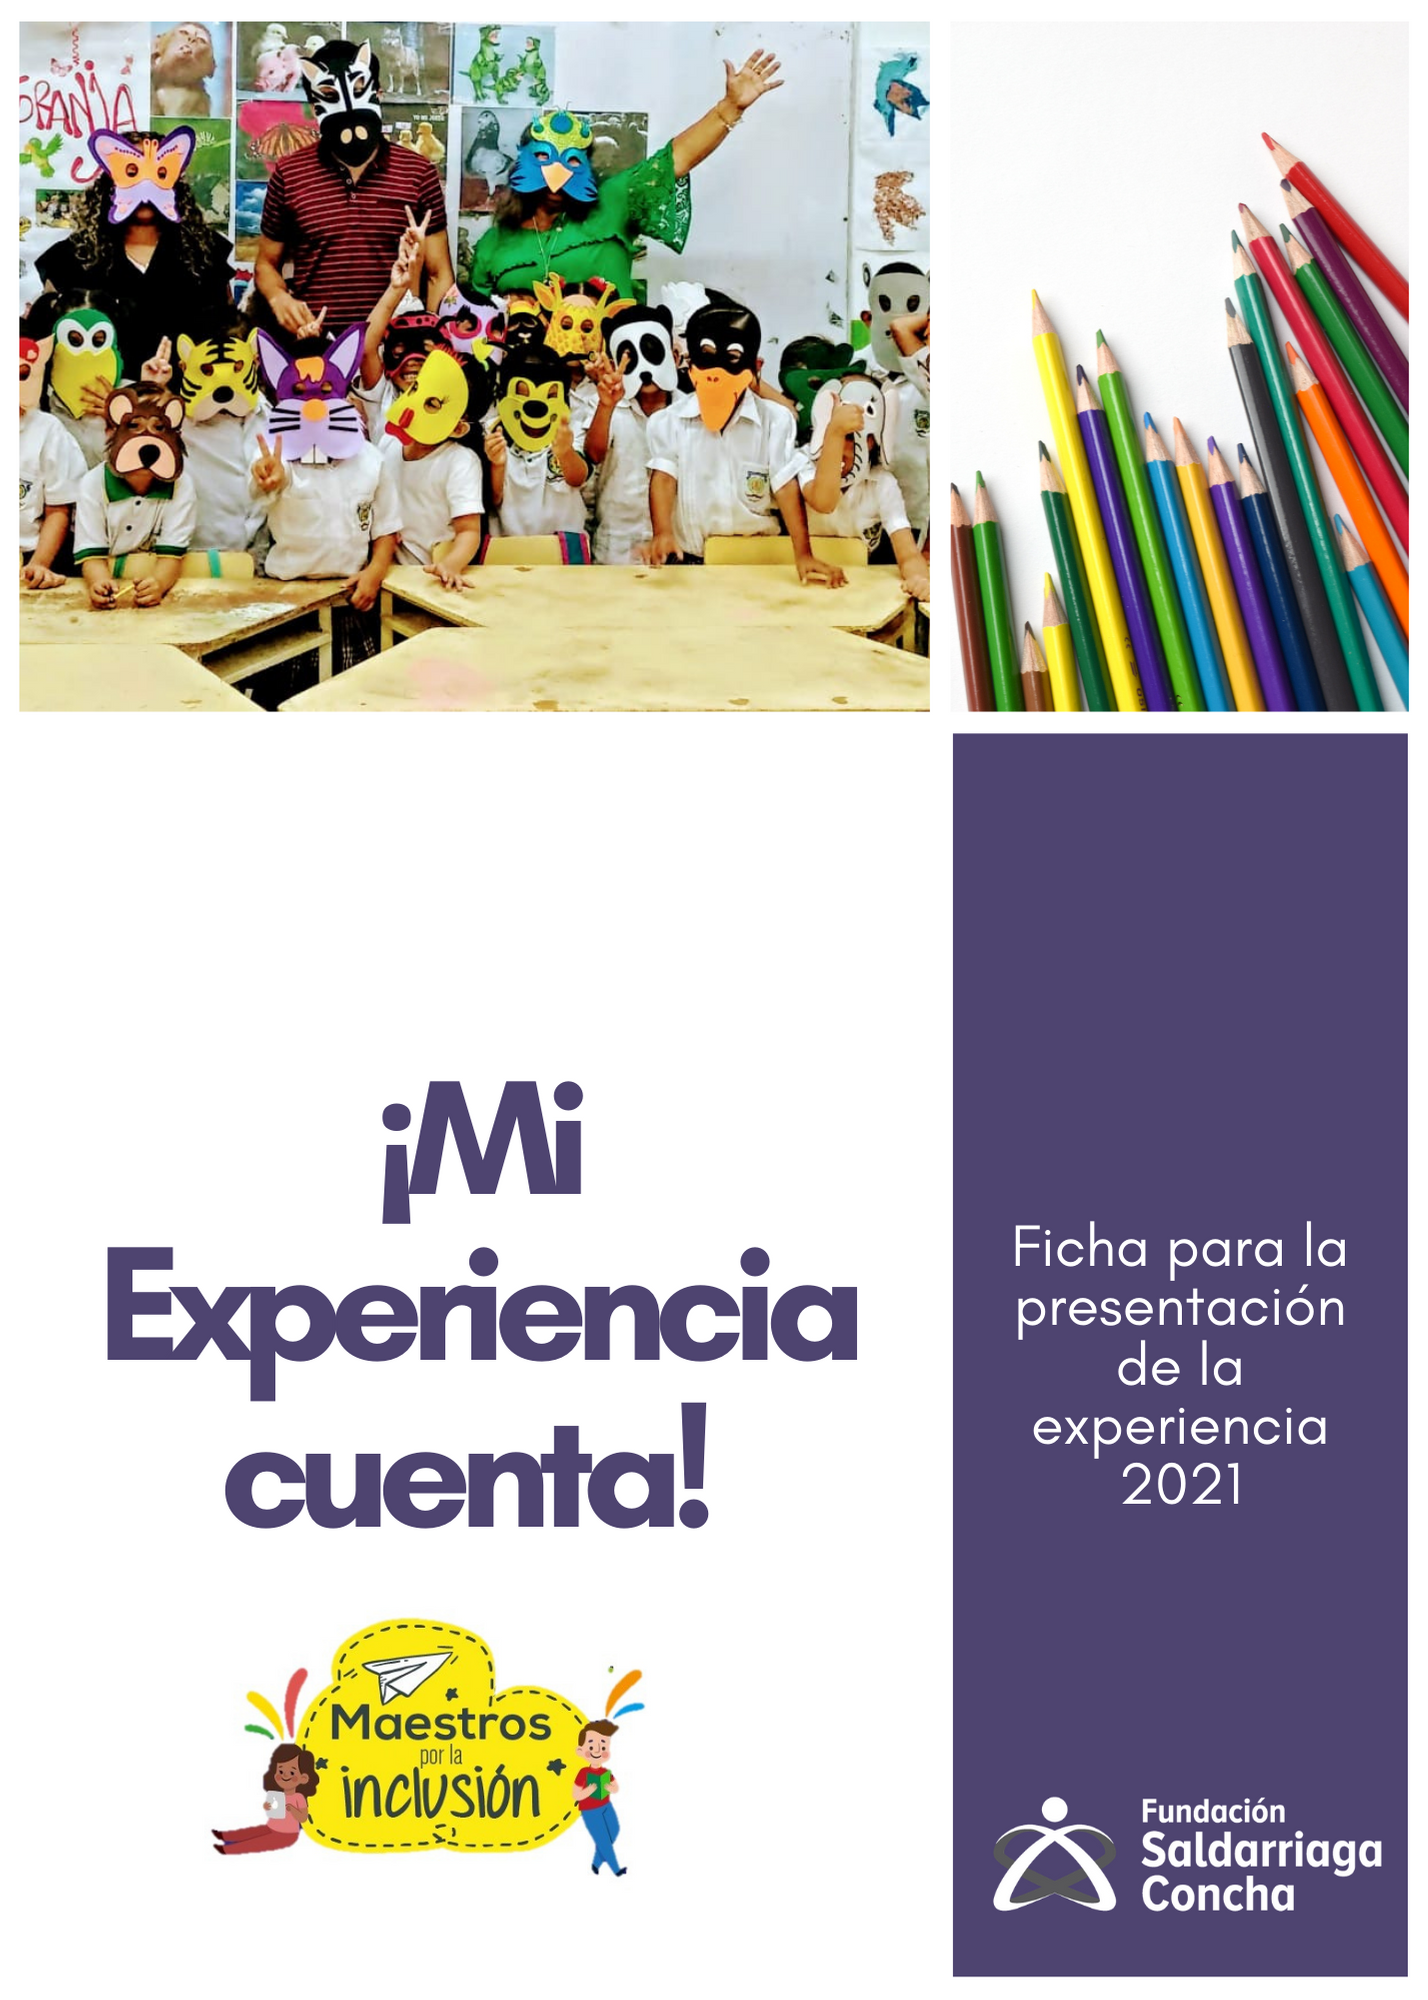 ¡Mi
Experiencia
cuenta!
Ficha para la
presentación
de la
experiencia
2021
Maestros
por la
inclusión
Fundación
Saldarriaga
Concha